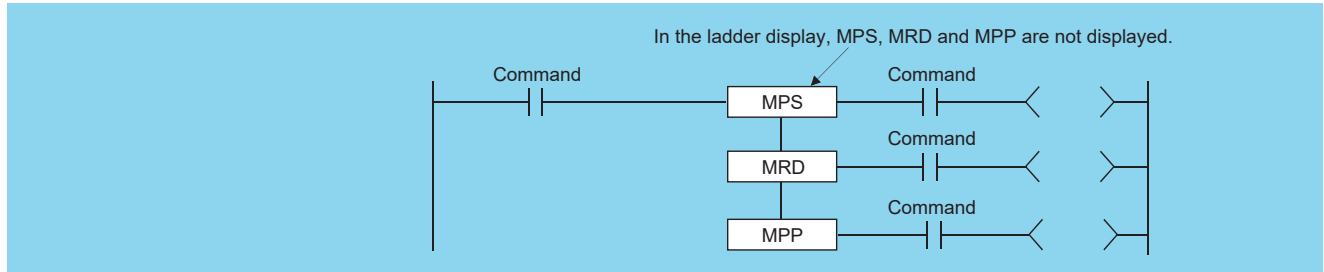 In the ladder display, MPS, MRD and MPP are not displayed.
Command
Command
MPS
Command
MRD
Command
MPP